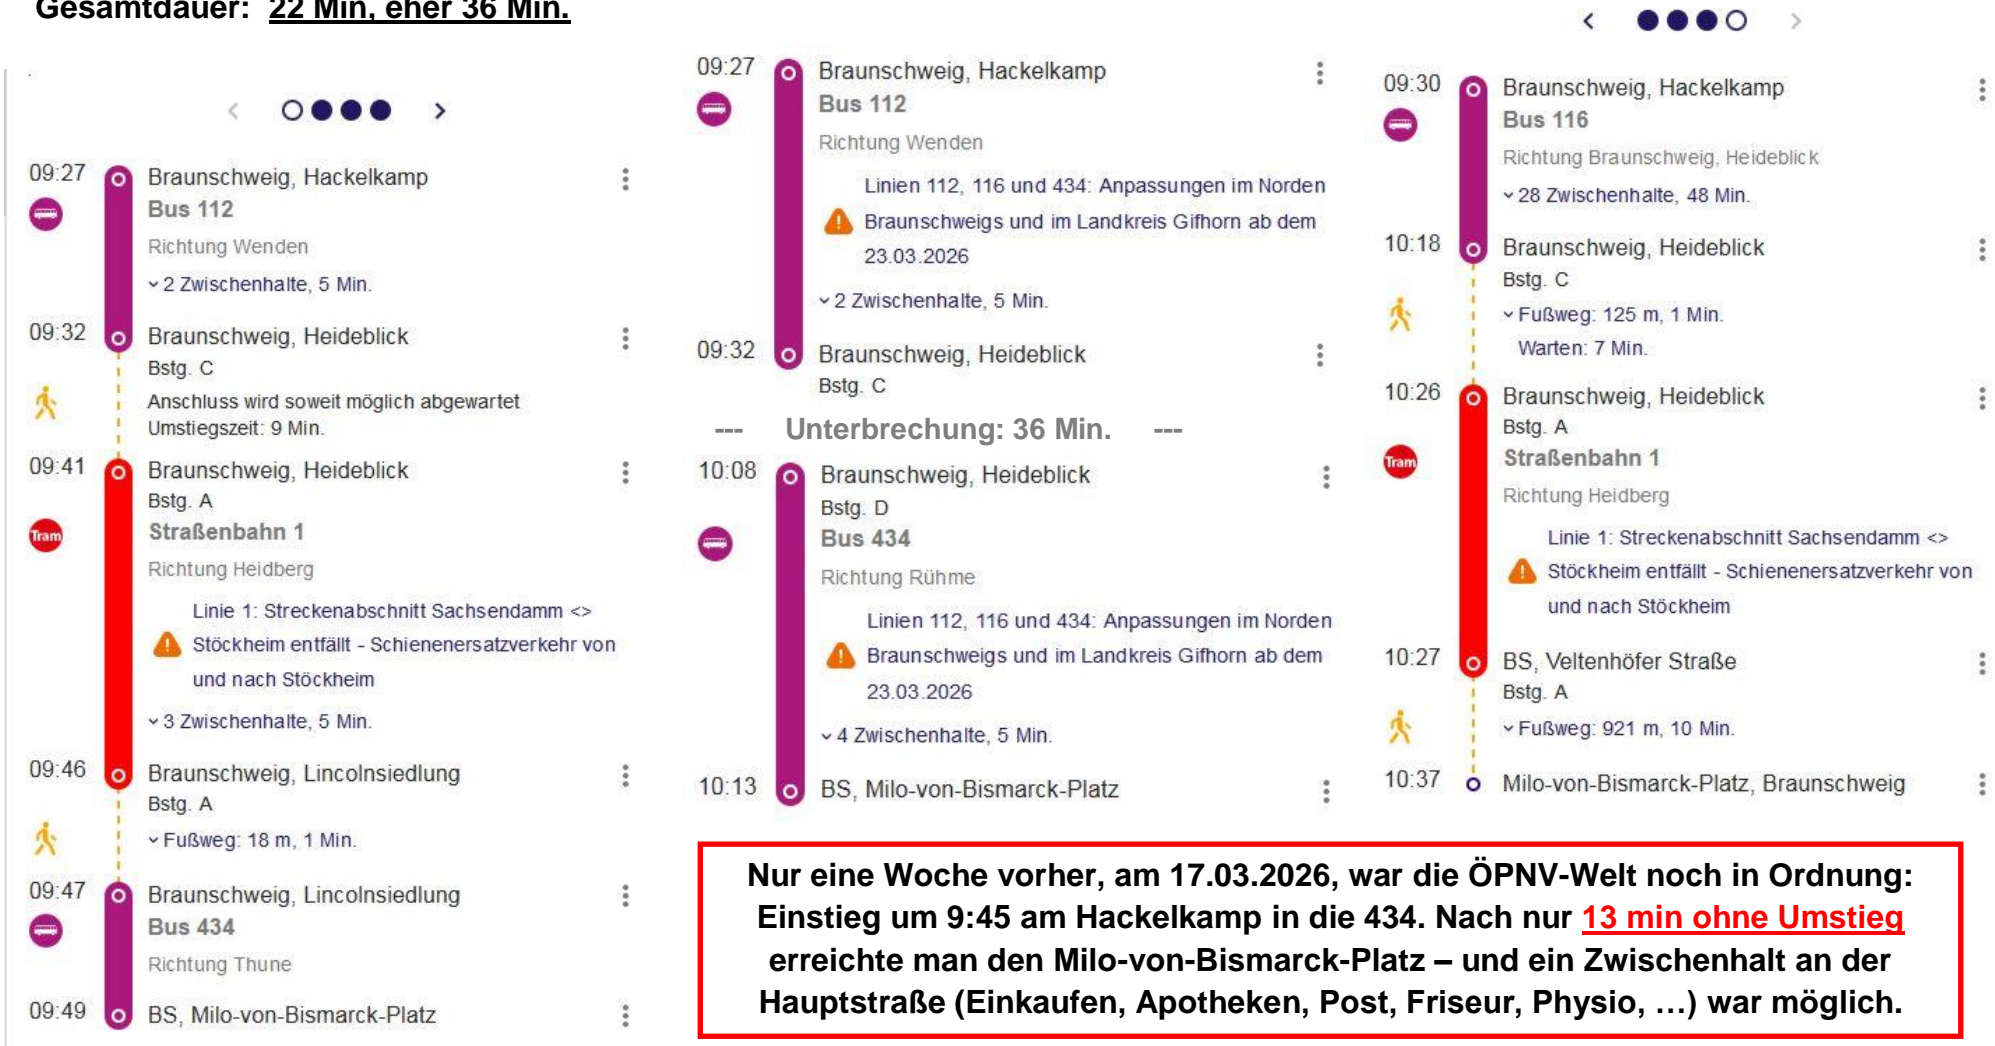 Gesamtdauer: 22 Min, eher 36 Min.
09:27
Braunschweig, Hackelkamp
Bus 112
Richtung Wenden
2 Zwischenhalte, 5 Min.
09:32
Braunschweig, Heideblick
Bstg. C
Anschluss wird soweit möglich abgewartet
Umstiegszeit: 9 Min.
09:41
Braunschweig, Heideblick
Bstg. A
Tram
Straßenbahn 1
Richtung Heidberg
Linie 1: Streckenabschnitt Sachsendamm <>
Stöckheim entfällt - Schienenersatzverkehr von
und nach Stöckheim
3 Zwischenhalte, 5 Min.
09:46
Braunschweig, Lincolnsiedlung
Bstg. A
Fußweg: 18 m, 1 Min.
09:47
Braunschweig, Lincolnsiedlung
Bus 434
Richtung Thune
09:49
BS, Milo-von-Bismarck-Platz
09:27
Braunschweig, Hackelkamp
Bus 112
Richtung Wenden
Linien 112, 116 und 434: Anpassungen im Norden
Braunschweigs und im Landkreis Gifhorn ab dem
23.03.2026
2 Zwischenhalte, 5 Min.
09:32
Braunschweig, Heideblick
Bstg. C
--- Unterbrechung: 36 Min. ---
10:08
Braunschweig, Heideblick
Bstg. D
Bus 434
Richtung Rühme
Linien 112, 116 und 434: Anpassungen im Norden
Braunschweigs und im Landkreis Gifhorn ab dem
23.03.2026
4 Zwischenhalte, 5 Min.
10:13
BS, Milo-von-Bismarck-Platz
09:30
Braunschweig, Hackelkamp
Bus 116
Richtung Braunschweig, Heideblick
28 Zwischenhalte, 48 Min.
10:18
Braunschweig, Heideblick
Bstg. C
Fußweg: 125 m, 1 Min.
Warten: 7 Min.
10:26
Braunschweig, Heideblick
Bstg. A
Tram
Straßenbahn 1
Richtung Heidberg
Linie 1: Streckenabschnitt Sachsendamm <>
Stöckheim entfällt - Schienenersatzverkehr von
und nach Stöckheim
10:27
BS, Veltenhöfer Straße
Bstg. A
Fußweg: 921 m, 10 Min.
10:37
Milo-von-Bismarck-Platz, Braunschweig
Nur eine Woche vorher, am 17.03.2026, war die ÖPNV-Welt noch in Ordnung:
Einstieg um 9:45 am Hackelkamp in die 434. Nach nur 13 min ohne Umstieg
erreichte man den Milo-von-Bismarck-Platz – und ein Zwischenhalt an der
Hauptstraße (Einkaufen, Apotheken, Post, Friseur, Physio, …) war möglich.